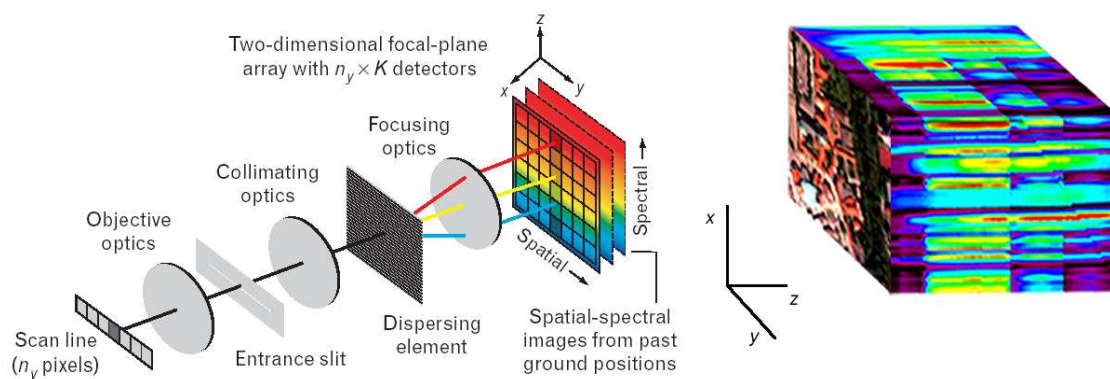 Two-dimensional focal-plane
array with n_y × K detectors
z
x
y
Focusing
optics
Collimating
optics
Objective
optics
Spectral
Spatial
Scan line
(n_y pixels)
Entrance slit
Dispersing
element
Spatial-spectral
images from past
ground positions
x
z
y